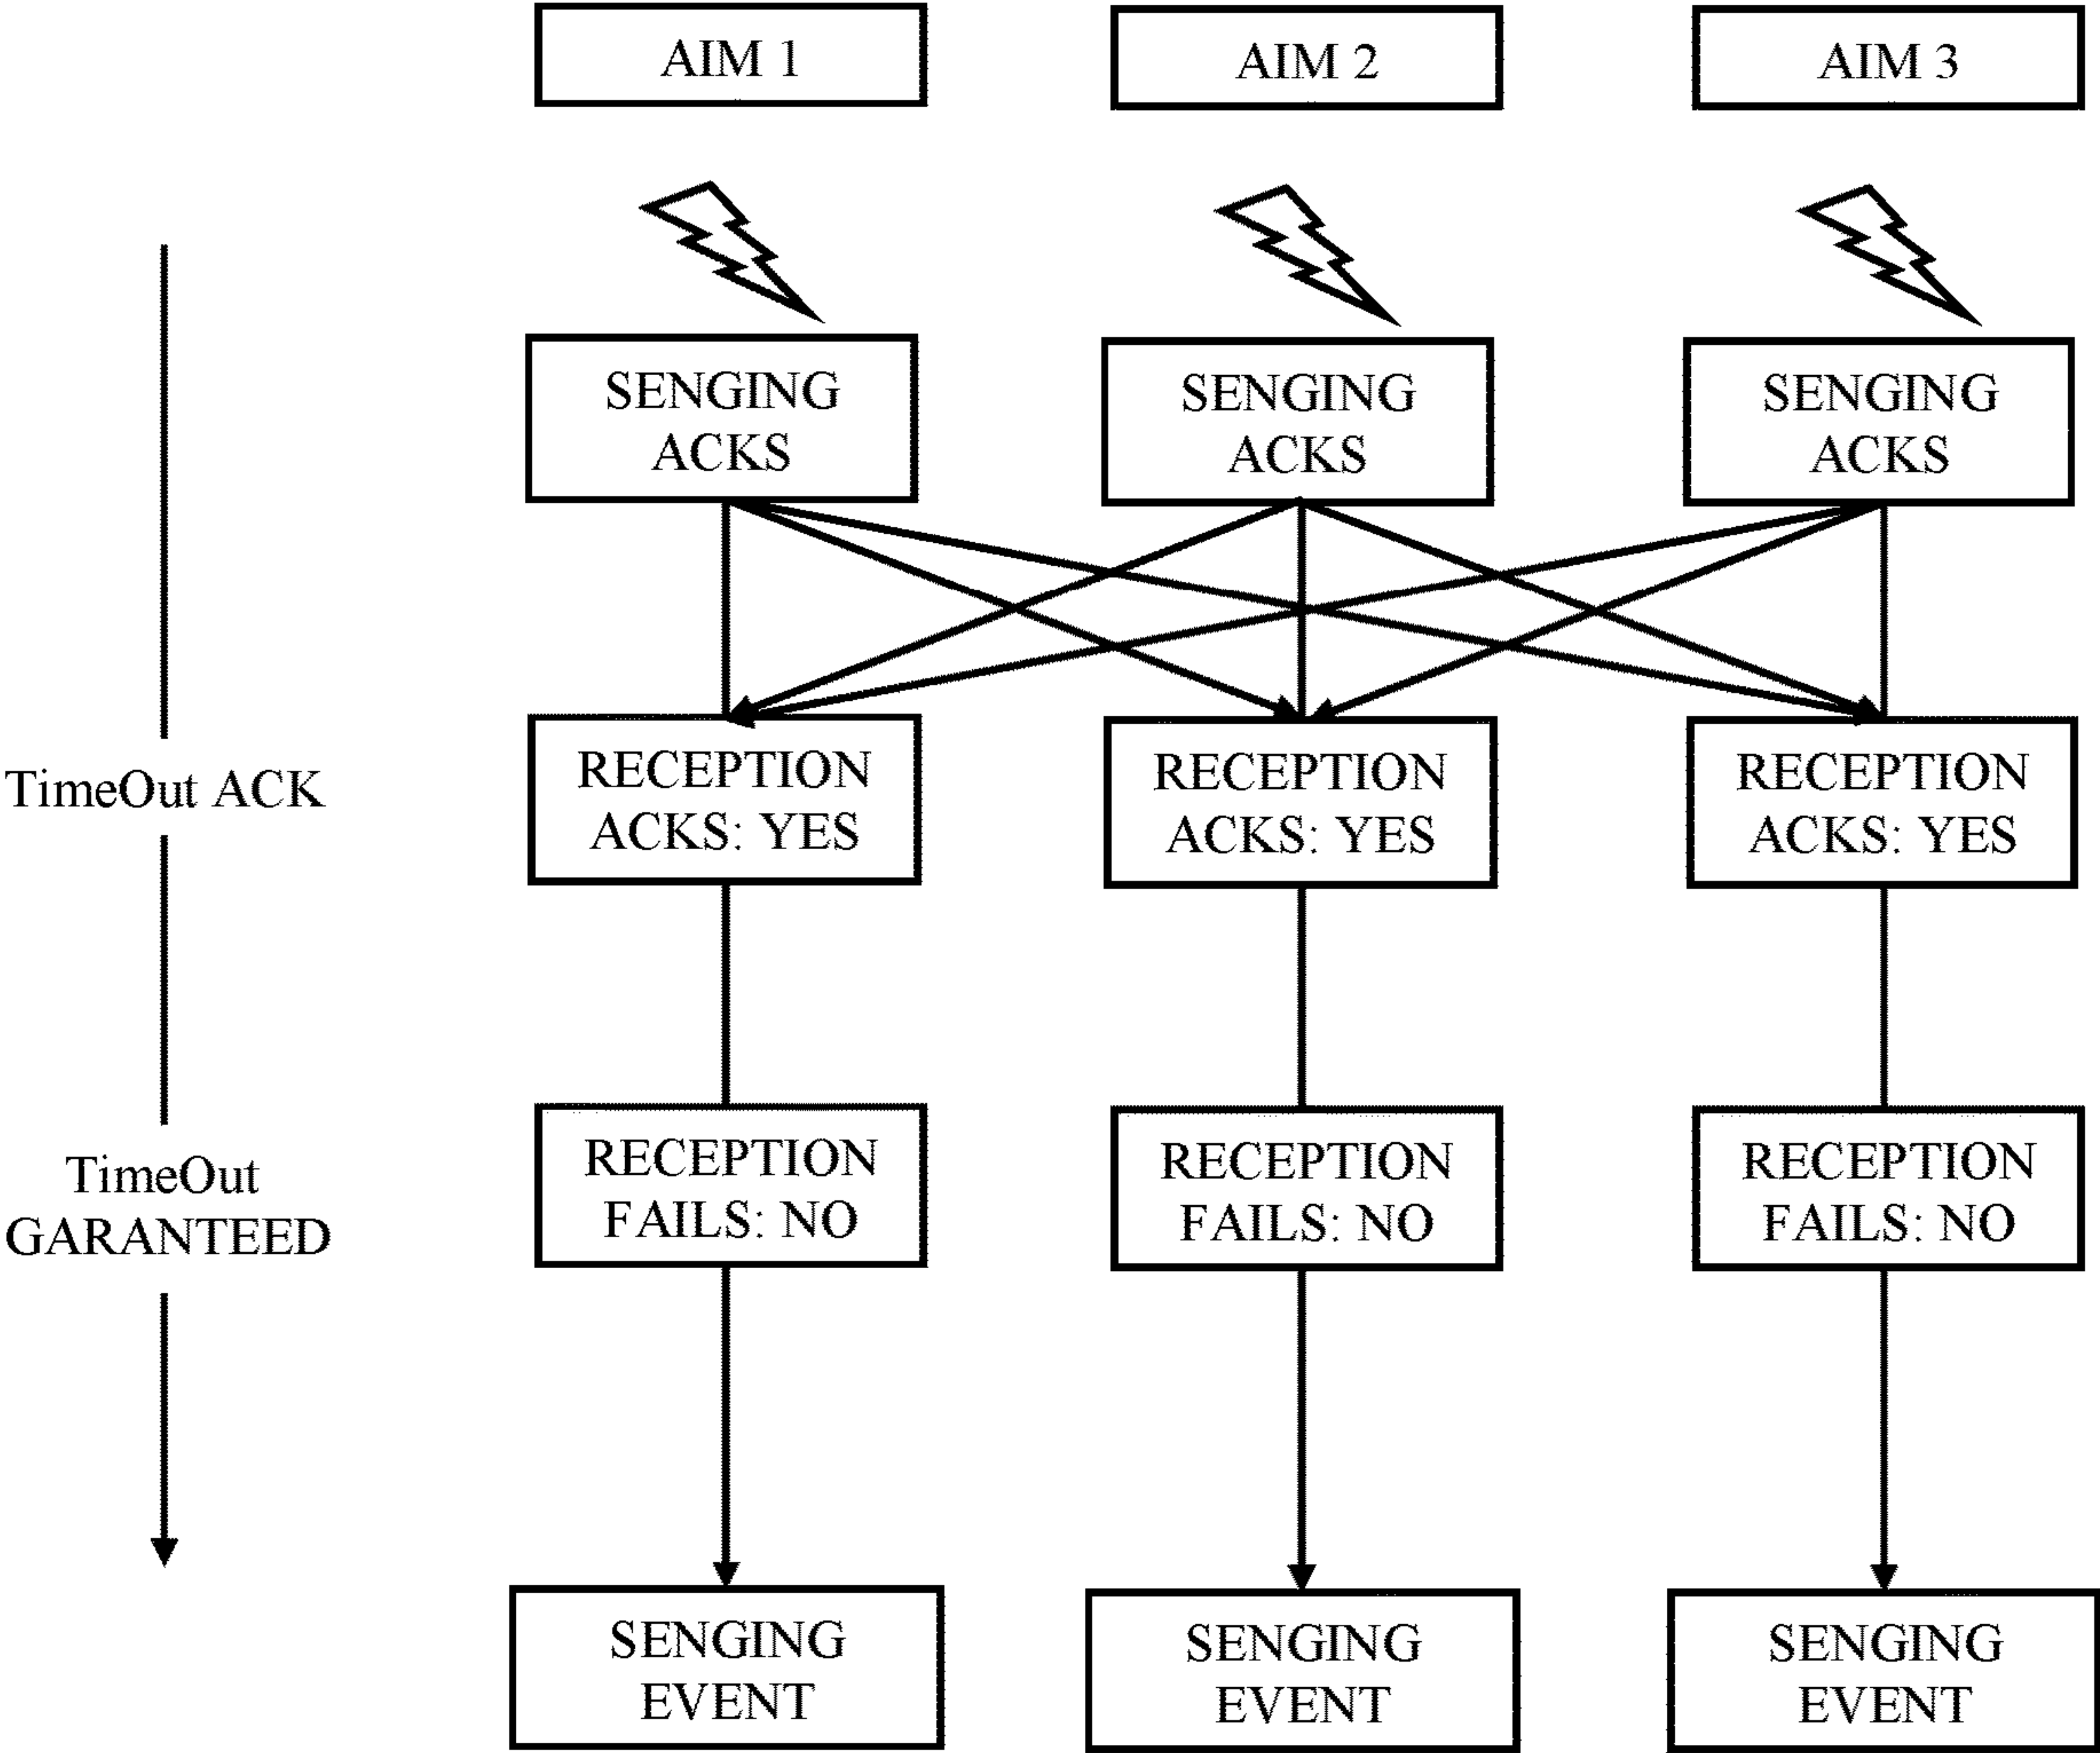 AIM 1
AIM 2
AIM 3
SENGING
ACKS
SENGING
ACKS
SENGING
ACKS
TimeOut ACK
RECEPTION
ACKS: YES
RECEPTION
ACKS: YES
RECEPTION
ACKS: YES
TimeOut
GARANTEED
RECEPTION
FAILS: NO
RECEPTION
FAILS: NO
RECEPTION
FAILS: NO
SENGING
EVENT
SENGING
EVENT
SENGING
EVENT